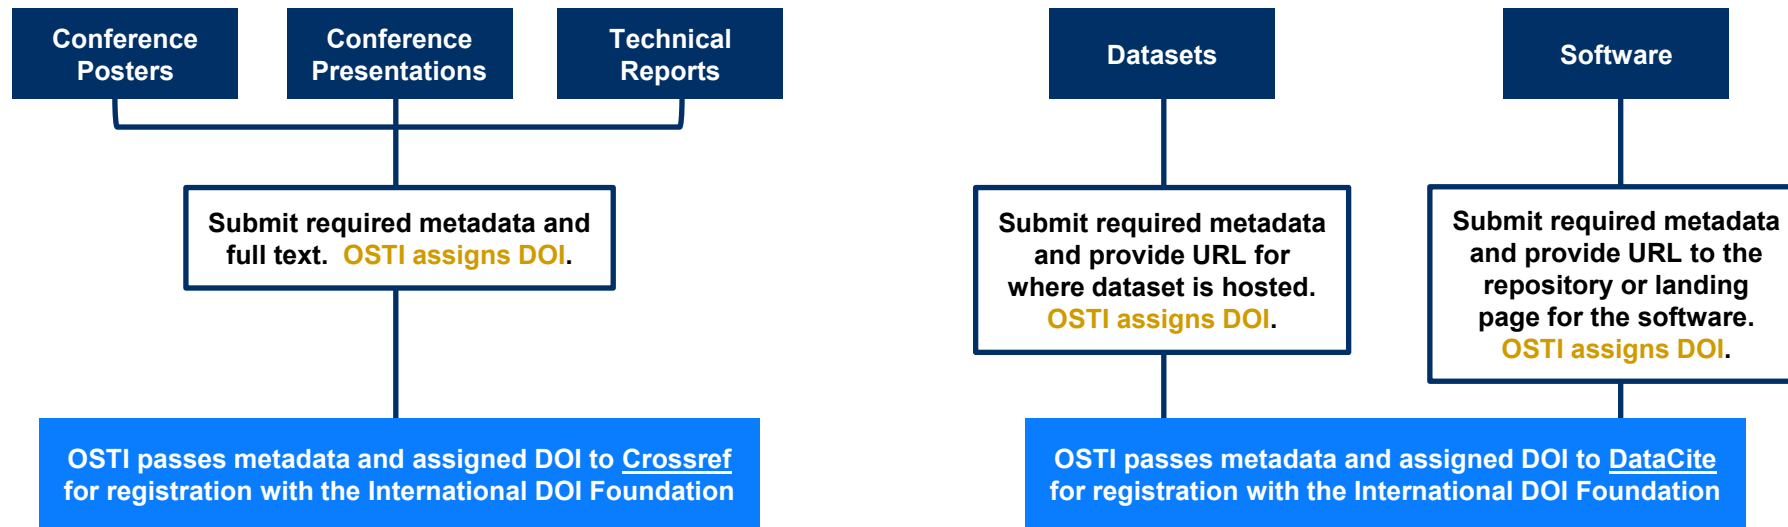 Conference
Posters
Conference
Presentations
Technical
Reports
Datasets
Software
Submit required metadata and
full text.  OSTI assigns DOI.
Submit required metadata
and provide URL for
where dataset is hosted.
OSTI assigns DOI.
Submit required metadata
and provide URL to the
repository or landing
page for the software.
OSTI assigns DOI.
OSTI passes metadata and assigned DOI to Crossref
for registration with the International DOI Foundation
OSTI passes metadata and assigned DOI to DataCite
for registration with the International DOI Foundation